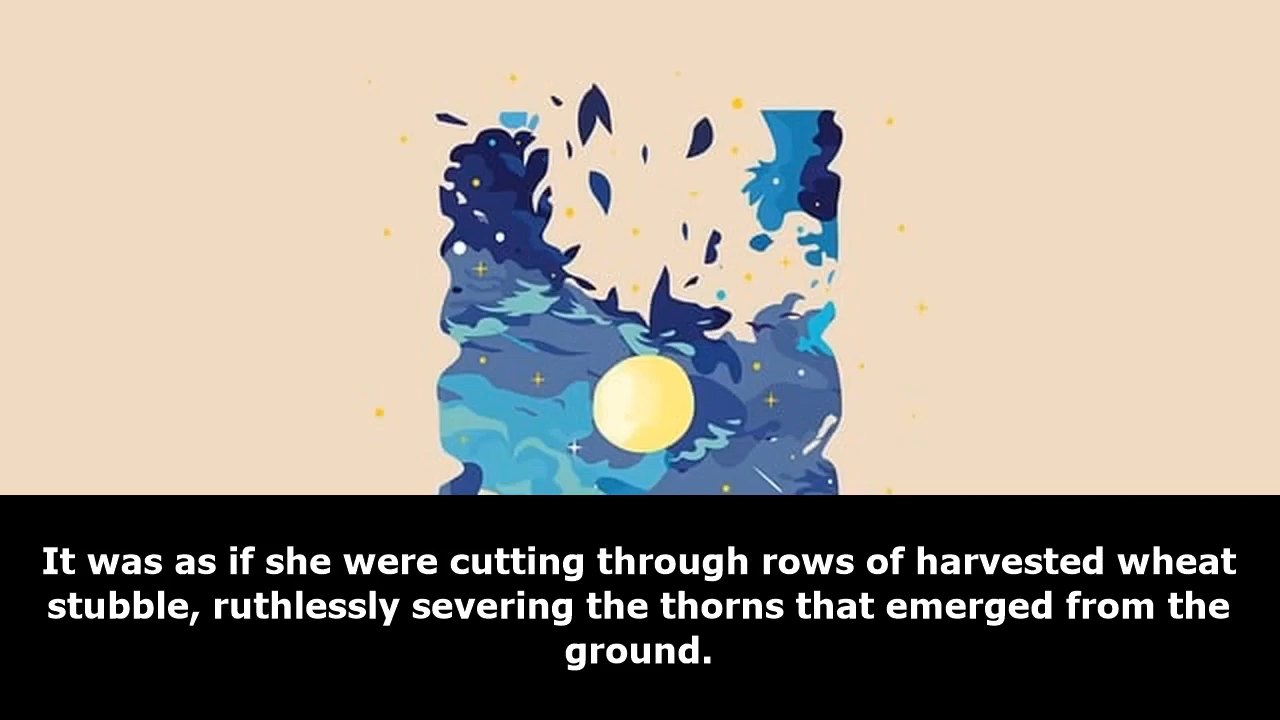 It was as if she were cutting through rows of harvested wheat
stubble, ruthlessly severing the thorns that emerged from the
ground.